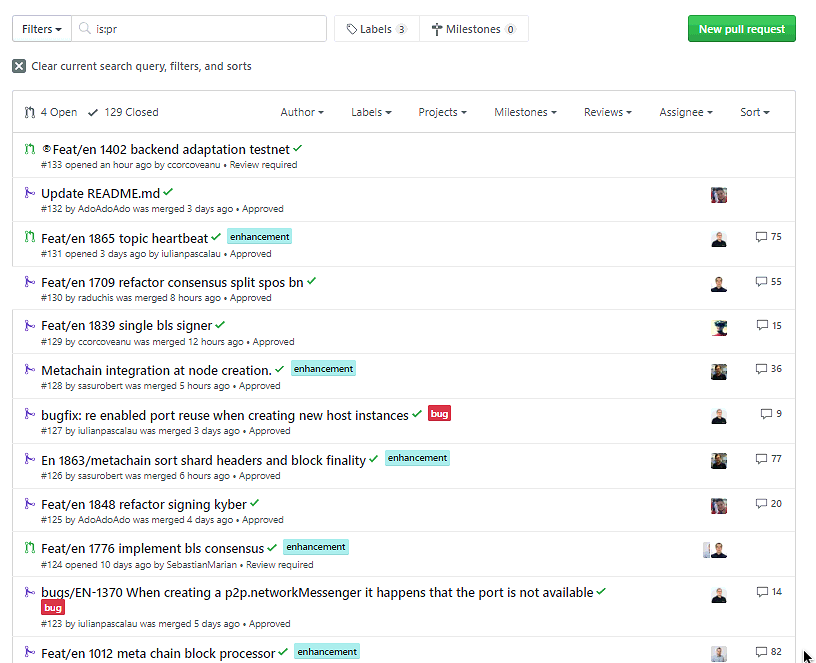 Filters
is:pr
Labels 3
Milestones 0
New pull request
Clear current search query, filters, and sorts
4 Open 129 Closed Author Labels Projects Milestones Reviews Assignee Sort
Feat/en 1402 backend adaptation testnet
#133 opened an hour ago by ccorcoveanu • Review required
Update README.md
#132 by AdoAdoAdo was merged 3 days ago • Approved
Feat/en 1865 topic heartbeat enhancement 75
#131 opened 3 days ago by iulianpascalau • Approved
Feat/en 1709 refactor consensus split spos bn 55
#130 by raduchis was merged 8 hours ago • Approved
Feat/en 1839 single bls signer 15
#129 by ccorcoveanu was merged 12 hours ago • Approved
Metachain integration at node creation. enhancement 36
#128 by sasurobert was merged 5 hours ago • Approved
bugfix: re enabled port reuse when creating new host instances bug 9
#127 by iulianpascalau was merged 3 days ago • Approved
En 1863/metachain sort shard headers and block finality enhancement 77
#126 by sasurobert was merged 6 hours ago • Approved
Feat/en 1848 refactor signing kyber 20
#125 by AdoAdoAdo was merged 4 days ago • Approved
Feat/en 1776 implement bls consensus enhancement
#124 opened 10 days ago by SebastianMarian • Review required
bugs/EN-1370 When creating a p2p.networkMessenger it happens that the port is not available 14
bug
#123 by iulianpascalau was merged 5 days ago • Approved
Feat/en 1012 meta chain block processor enhancement 82